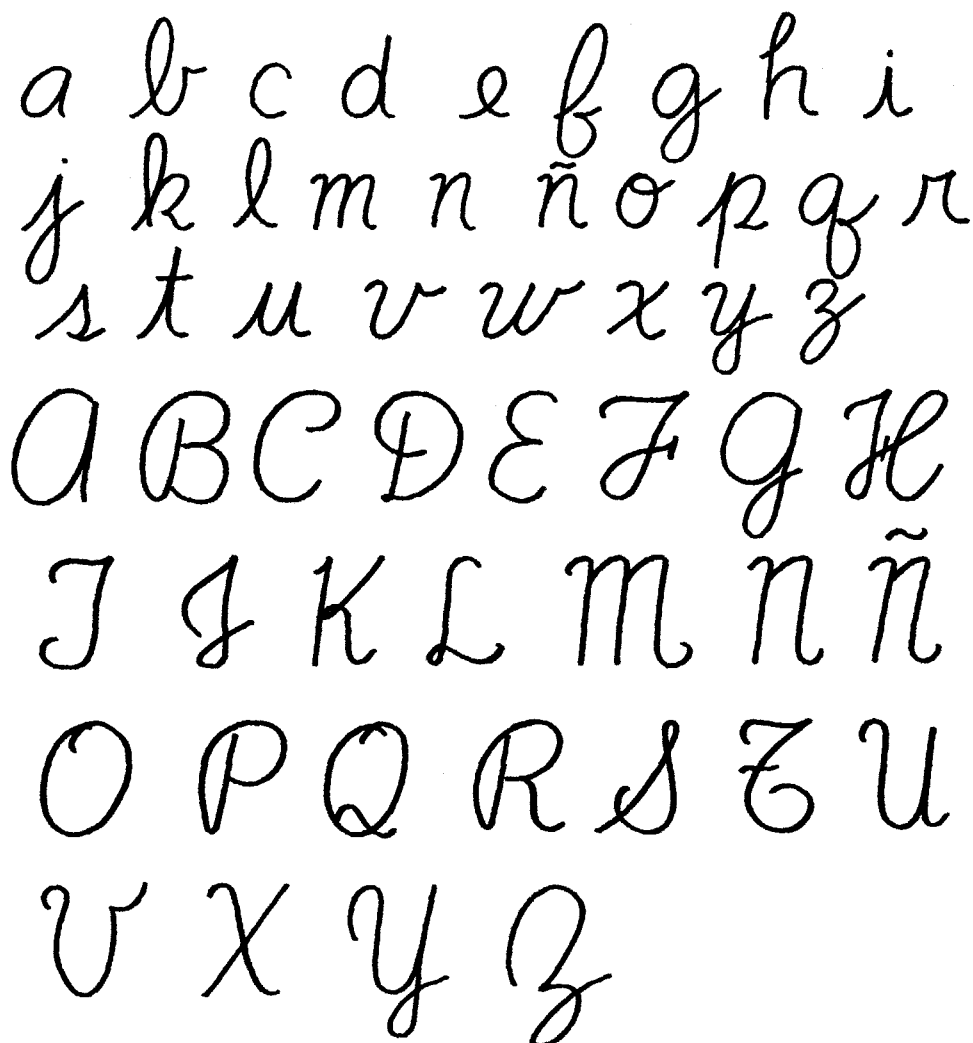 a b c d e f g h i
j k l m n ñ o p q r
s t u v w x y z
A B C D E F G H
I J K L M N Ñ
O P Q R S T U
V X Y Z